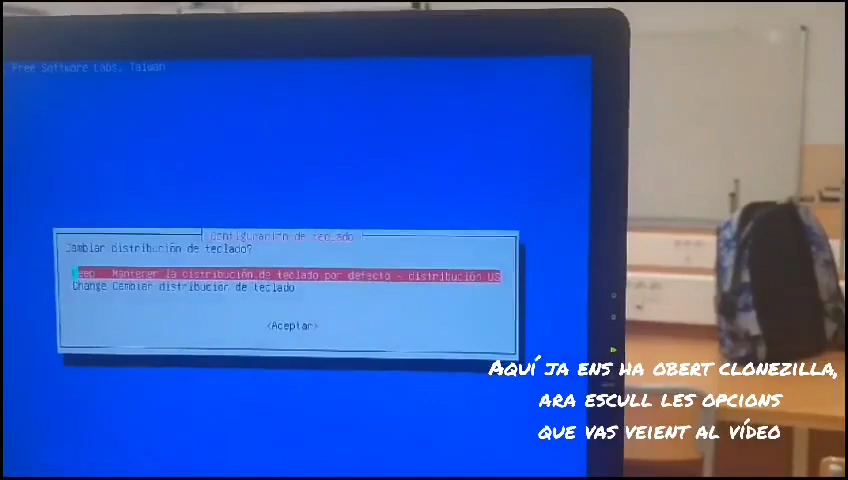 Free Software Labs, Taiwan
Configuración de teclado
Cambiar distribución de teclado?
Keep Mantener la distribución de teclado por defecto - distribución US
Change Cambiar distribución de teclado
<Aceptar>
AQUÍ JA ENS HA OBERT CLONEZILLA,
ARA ESCULL LES OPCIONS
QUE VAS VEIENT AL VÍDEO